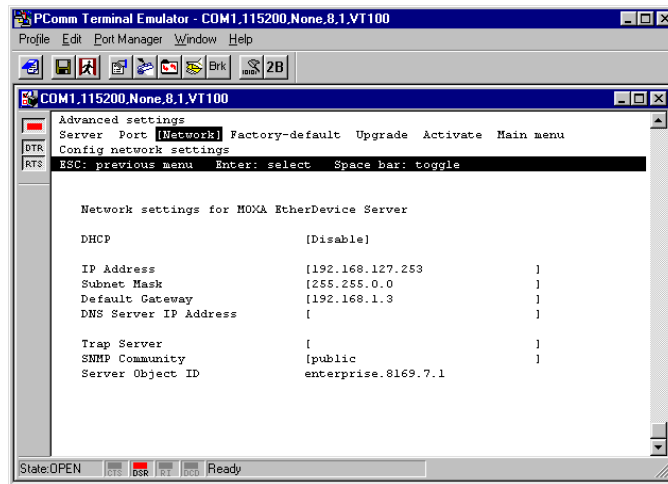 PComm Terminal Emulator - COM1,115200,None,8,1,VT100
Profile Edit Port Manager Window Help
Brk 2B
COM1,115200,None,8,1,VT100
Advanced settings
Server Port [Network] Factory-default Upgrade Activate Main menu
DTR Config network settings
RTS ESC: previous menu Enter: select Space bar: toggle
Network settings for MOXA EtherDevice Server
DHCP [Disable]
IP Address [192.168.127.253 ]
Subnet Mask [255.255.0.0 ]
Default Gateway [192.168.1.3 ]
DNS Server IP Address [ ]
Trap Server [ ]
SNMP Community [public ]
Server Object ID enterprise.8169.7.1
State:OPEN CTS DSR RI DCD Ready